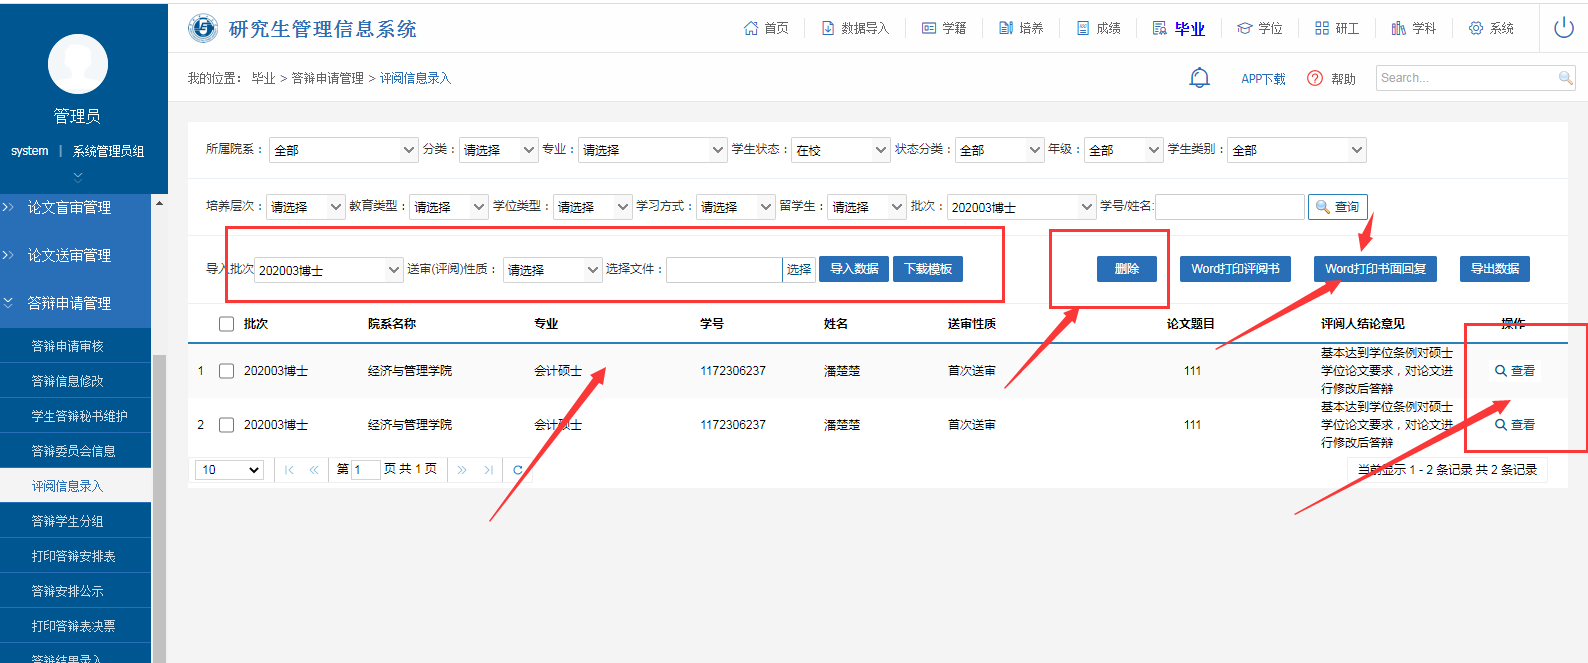 研究生管理信息系统
首页 数据导入 学籍 培养 成绩 毕业 学位 研工 学科 系统
管理员
system | 系统管理员组
我的位置： 毕业 > 答辩申请管理 > 评阅信息录入
APP下载 帮助 Search...
论文盲审管理
论文送审管理
答辩申请管理
答辩申请审核
答辩信息修改
学生答辩秘书维护
答辩委员会信息
评阅信息录入
答辩学生分组
打印答辩安排表
答辩安排公示
打印答辩表决票
答辩结果录入
所属院系： 全部 分类： 请选择 专业： 请选择 学生状态： 在校 状态分类： 全部 年级： 全部 学生类别： 全部
培养层次： 请选择 教育类型： 请选择 学位类型： 请选择 学习方式： 请选择 留学生： 请选择 批次： 202003博士 学号/姓名: 查询
导入批次 202003博士 送审(评阅)性质： 请选择 选择文件： 选择 导入数据 下载模板 删除 Word打印评阅书 Word打印书面回复 导出数据
批次 院系名称 专业 学号 姓名 送审性质 论文题目 评阅人结论意见 操作
1 202003博士 经济与管理学院 会计硕士 1172306237 潘楚楚 首次送审 111 基本达到学位条例对硕士
学位论文要求，对论文进
行修改后答辩 查看
2 202003博士 经济与管理学院 会计硕士 1172306237 潘楚楚 首次送审 111 基本达到学位条例对硕士
学位论文要求，对论文进
行修改后答辩 查看
10 第 1 页 共 1 页 当前显示 1 - 2 条记录 共 2 条记录